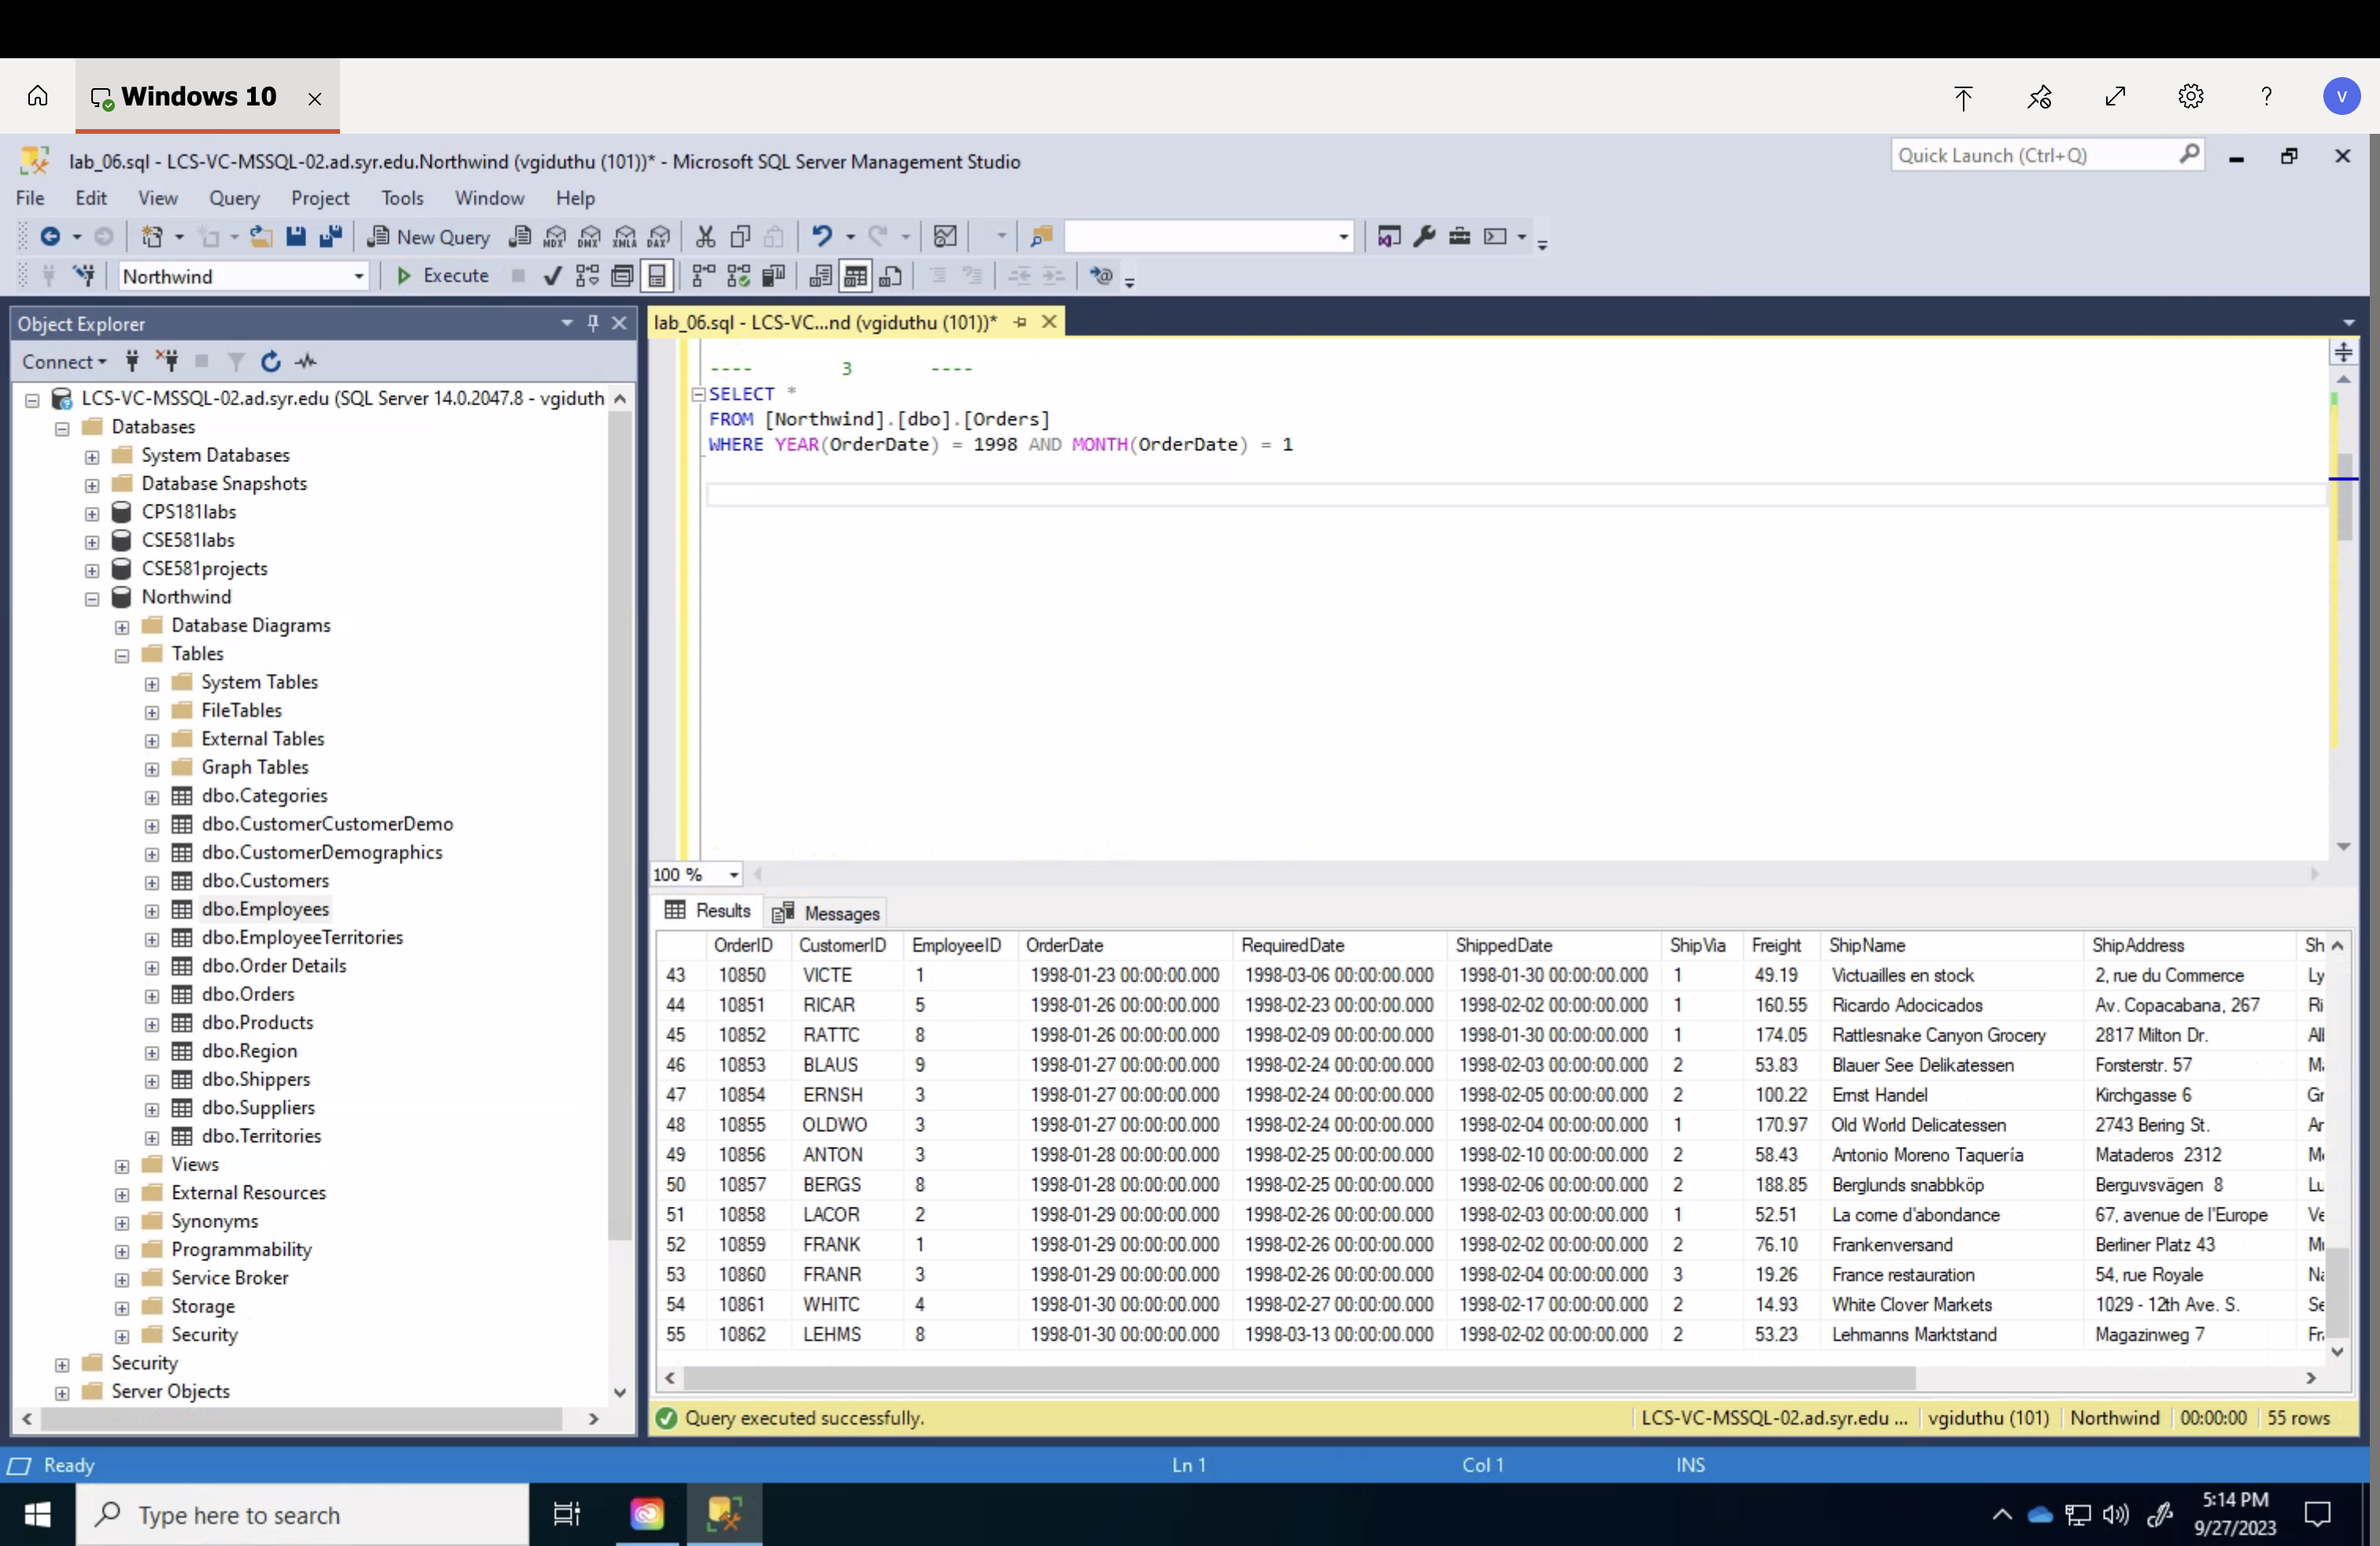 Windows 10
V
lab_06.sql - LCS-VC-MSSQL-02.ad.syr.edu.Northwind (vgiduthu (101))* - Microsoft SQL Server Management Studio
Quick Launch (Ctrl+Q)
File Edit View Query Project Tools Window Help
New Query MDX DMX XMLA DAX
Northwind Execute
Object Explorer
lab_06.sql - LCS-VC...nd (vgiduthu (101))*
Connect
LCS-VC-MSSQL-02.ad.syr.edu (SQL Server 14.0.2047.8 - vgiduth
Databases
System Databases
Database Snapshots
CPS181labs
CSE581labs
CSE581projects
Northwind
Database Diagrams
Tables
System Tables
FileTables
External Tables
Graph Tables
dbo.Categories
dbo.CustomerCustomerDemo
dbo.CustomerDemographics
dbo.Customers
dbo.Employees
dbo.EmployeeTerritories
dbo.Order Details
dbo.Orders
dbo.Products
dbo.Region
dbo.Shippers
dbo.Suppliers
dbo.Territories
Views
External Resources
Synonyms
Programmability
Service Broker
Storage
Security
Security
Server Objects
---- 3 ----
SELECT *
FROM [Northwind].[dbo].[Orders]
WHERE YEAR(OrderDate) = 1998 AND MONTH(OrderDate) = 1
100 %
Results Messages
OrderID CustomerID EmployeeID OrderDate RequiredDate ShippedDate ShipVia Freight ShipName ShipAddress Sh
43 10850 VICTE 1 1998-01-23 00:00:00.000 1998-03-06 00:00:00.000 1998-01-30 00:00:00.000 1 49.19 Victuailles en stock 2, rue du Commerce Ly
44 10851 RICAR 5 1998-01-26 00:00:00.000 1998-02-23 00:00:00.000 1998-02-02 00:00:00.000 1 160.55 Ricardo Adocicados Av. Copacabana, 267 Ri
45 10852 RATTC 8 1998-01-26 00:00:00.000 1998-02-09 00:00:00.000 1998-01-30 00:00:00.000 1 174.05 Rattlesnake Canyon Grocery 2817 Milton Dr. Al
46 10853 BLAUS 9 1998-01-27 00:00:00.000 1998-02-24 00:00:00.000 1998-02-03 00:00:00.000 2 53.83 Blauer See Delikatessen Forsterstr. 57 M
47 10854 ERNSH 3 1998-01-27 00:00:00.000 1998-02-24 00:00:00.000 1998-02-05 00:00:00.000 2 100.22 Ernst Handel Kirchgasse 6 Gr
48 10855 OLDWO 3 1998-01-27 00:00:00.000 1998-02-24 00:00:00.000 1998-02-04 00:00:00.000 1 170.97 Old World Delicatessen 2743 Bering St. Ar
49 10856 ANTON 3 1998-01-28 00:00:00.000 1998-02-25 00:00:00.000 1998-02-10 00:00:00.000 2 58.43 Antonio Moreno Taquería Mataderos 2312 M
50 10857 BERGS 8 1998-01-28 00:00:00.000 1998-02-25 00:00:00.000 1998-02-06 00:00:00.000 2 188.85 Berglunds snabbköp Berguvsvägen 8 Lu
51 10858 LACOR 2 1998-01-29 00:00:00.000 1998-02-26 00:00:00.000 1998-02-03 00:00:00.000 1 52.51 La corne d'abondance 67, avenue de l'Europe Ve
52 10859 FRANK 1 1998-01-29 00:00:00.000 1998-02-26 00:00:00.000 1998-02-02 00:00:00.000 2 76.10 Frankenversand Berliner Platz 43 M
53 10860 FRANR 3 1998-01-29 00:00:00.000 1998-02-26 00:00:00.000 1998-02-04 00:00:00.000 3 19.26 France restauration 54, rue Royale Na
54 10861 WHITC 4 1998-01-30 00:00:00.000 1998-02-27 00:00:00.000 1998-02-17 00:00:00.000 2 14.93 White Clover Markets 1029 - 12th Ave. S. Se
55 10862 LEHMS 8 1998-01-30 00:00:00.000 1998-03-13 00:00:00.000 1998-02-02 00:00:00.000 2 53.23 Lehmanns Marktstand Magazinweg 7 Fr
Query executed successfully. LCS-VC-MSSQL-02.ad.syr.edu ... vgiduthu (101) Northwind 00:00:00 55 rows
Ready Ln 1 Col 1 INS
Type here to search
5:14 PM
9/27/2023